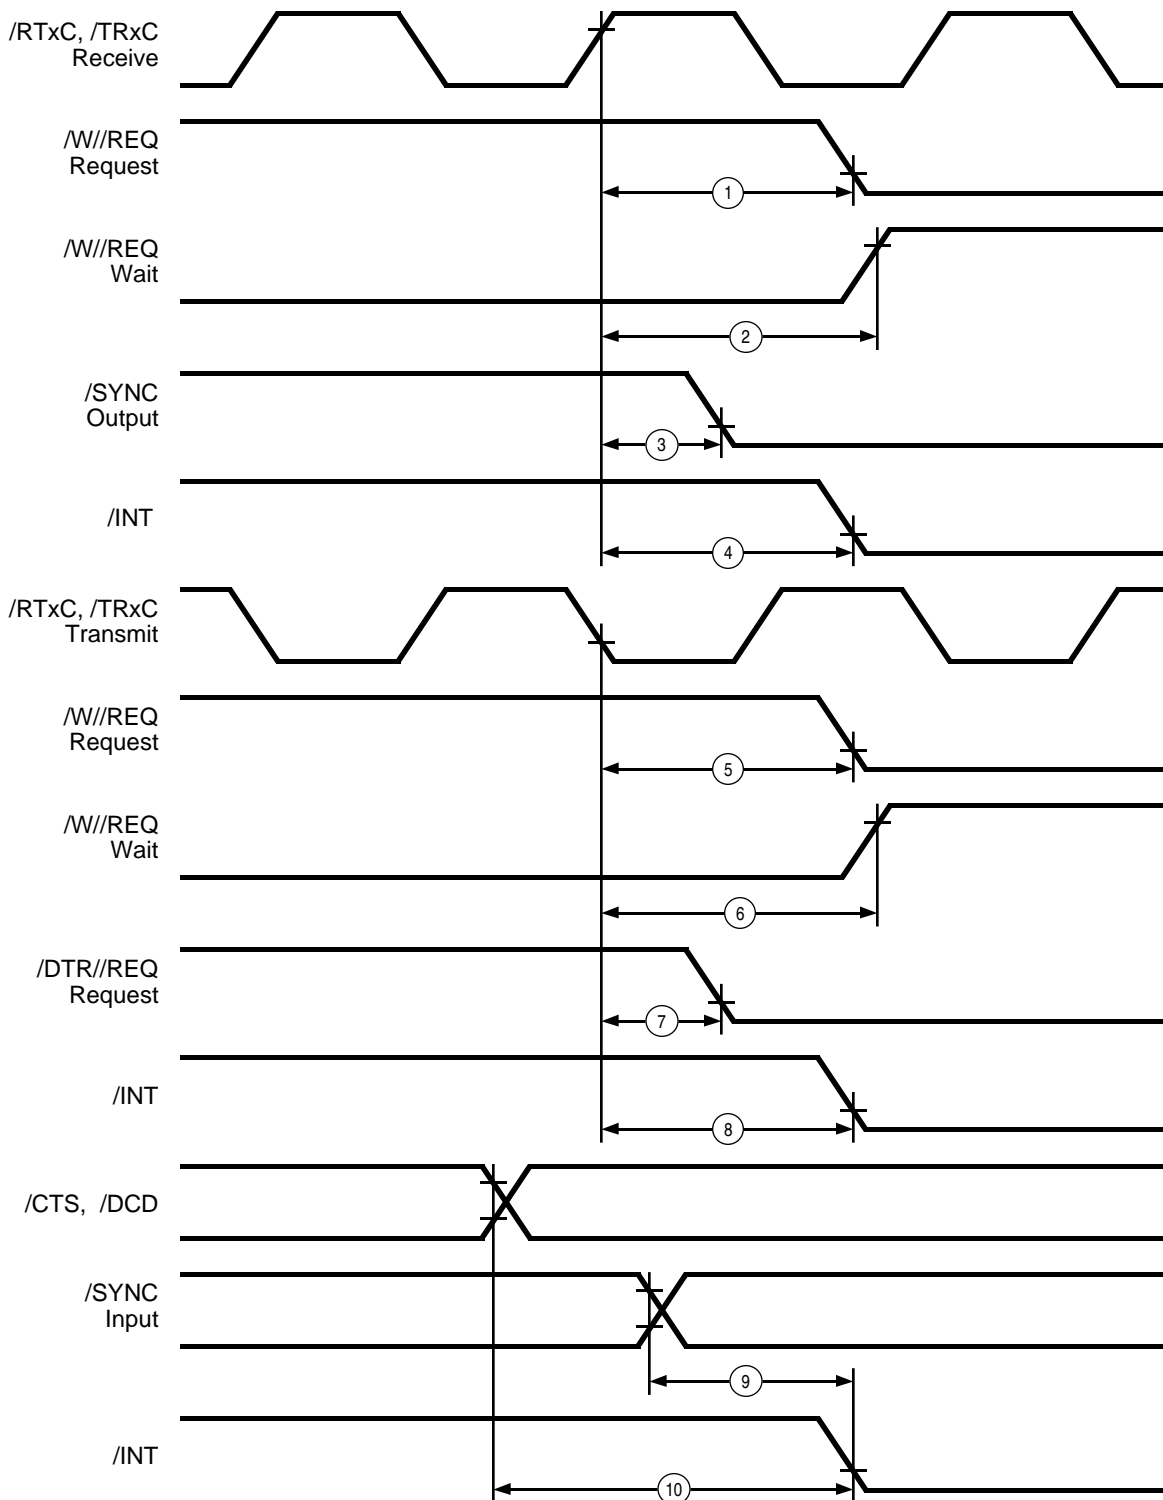 /RTxC, /TRxC
Receive
/W//REQ
Request
1
/W//REQ
Wait
2
/SYNC
Output
3
/INT
4
/RTxC, /TRxC
Transmit
/W//REQ
Request
5
/W//REQ
Wait
6
/DTR//REQ
Request
7
/INT
8
/CTS, /DCD
/SYNC
Input
9
/INT
10